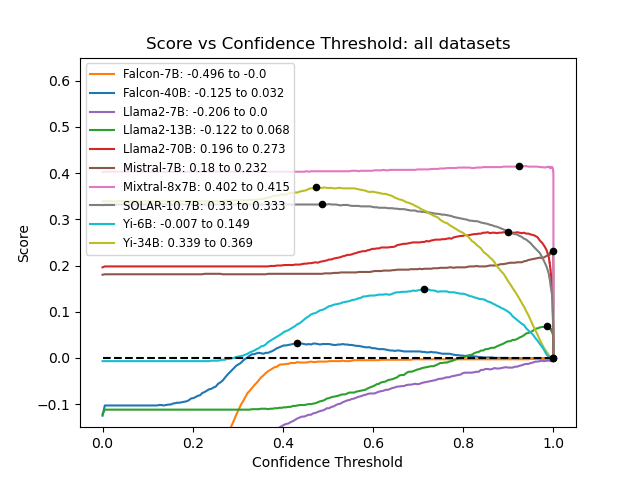 Score vs Confidence Threshold: all datasets
Falcon-7B: -0.496 to -0.0
Falcon-40B: -0.125 to 0.032
Llama2-7B: -0.206 to 0.0
Llama2-13B: -0.122 to 0.068
Llama2-70B: 0.196 to 0.273
Mistral-7B: 0.18 to 0.232
Mixtral-8x7B: 0.402 to 0.415
SOLAR-10.7B: 0.33 to 0.333
Yi-6B: -0.007 to 0.149
Yi-34B: 0.339 to 0.369
Score
0.6
0.5
0.4
0.3
0.2
0.1
0.0
−0.1
0.0 0.2 0.4 0.6 0.8 1.0
Confidence Threshold